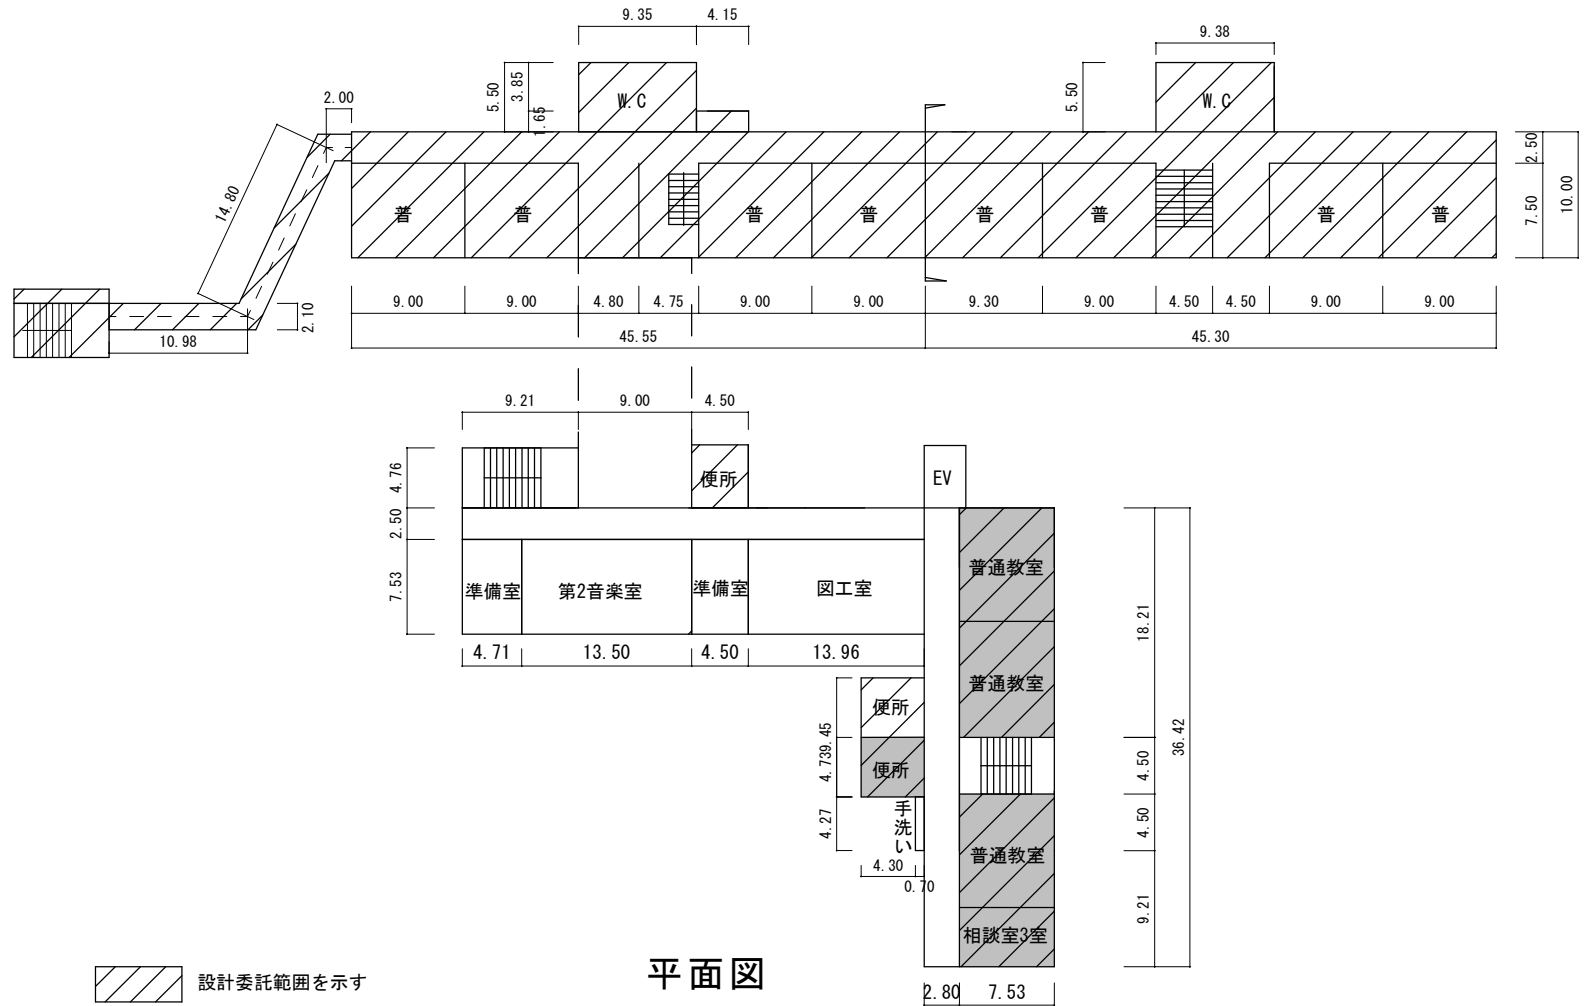 9.35
4.15
9.38
5.50
3.85
1.65
W.C
5.50
W.C
2.00
2.50
7.50
10.00
14.80
普
普
普
普
普
普
普
普
9.00
9.00
4.80
4.75
9.00
9.00
9.30
9.00
4.50
4.50
9.00
9.00
2.10
10.98
45.55
45.30
9.21
9.00
4.50
4.76
便所
EV
2.50
7.53
準備室
第2音楽室
準備室
図工室
普通教室
18.21
4.71
13.50
4.50
13.96
普通教室
便所
9.45
36.42
便所
4.73
4.50
手洗い
4.27
4.50
普通教室
4.30
0.70
9.21
相談室3室
平面図
設計委託範囲を示す
2.80
7.53